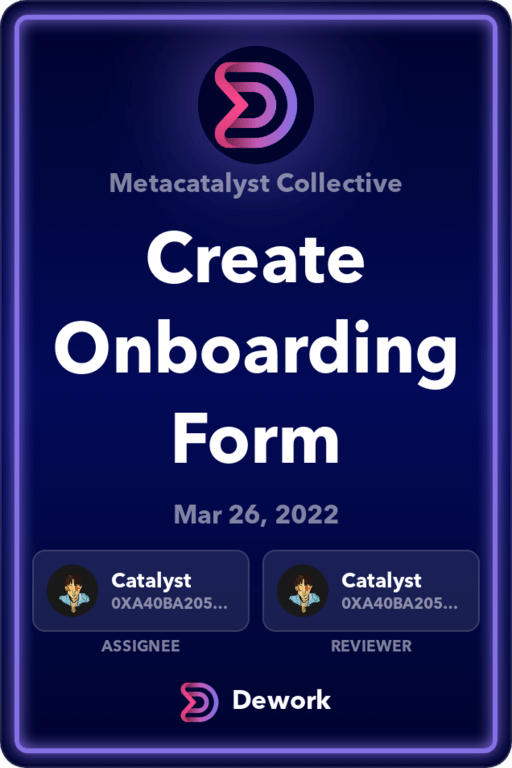 Metacatalyst Collective
Create
Onboarding
Form
Mar 26, 2022
Catalyst
0XA40BA205...
ASSIGNEE
Catalyst
0XA40BA205...
REVIEWER
Dework